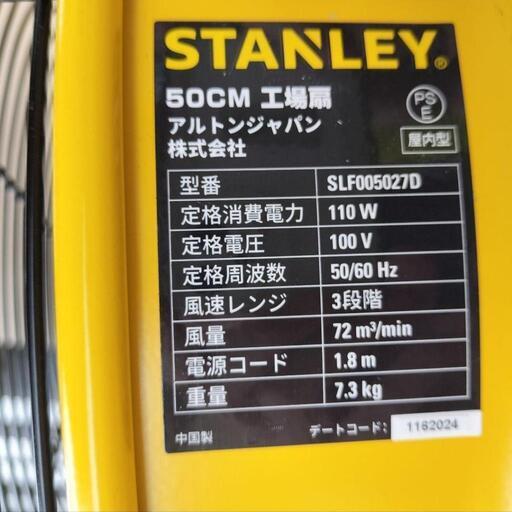 STANLEY®
50CM 工場扇
PS
E
アルトンジャパン
株式会社
屋内型
型番 SLF005027D
定格消費電力 110 W
定格電圧 100 V
定格周波数 50/60 Hz
風速レンジ 3段階
風量 72 m³/min
電源コード 1.8 m
重量 7.3 kg
中国製 デートコード: 1162024